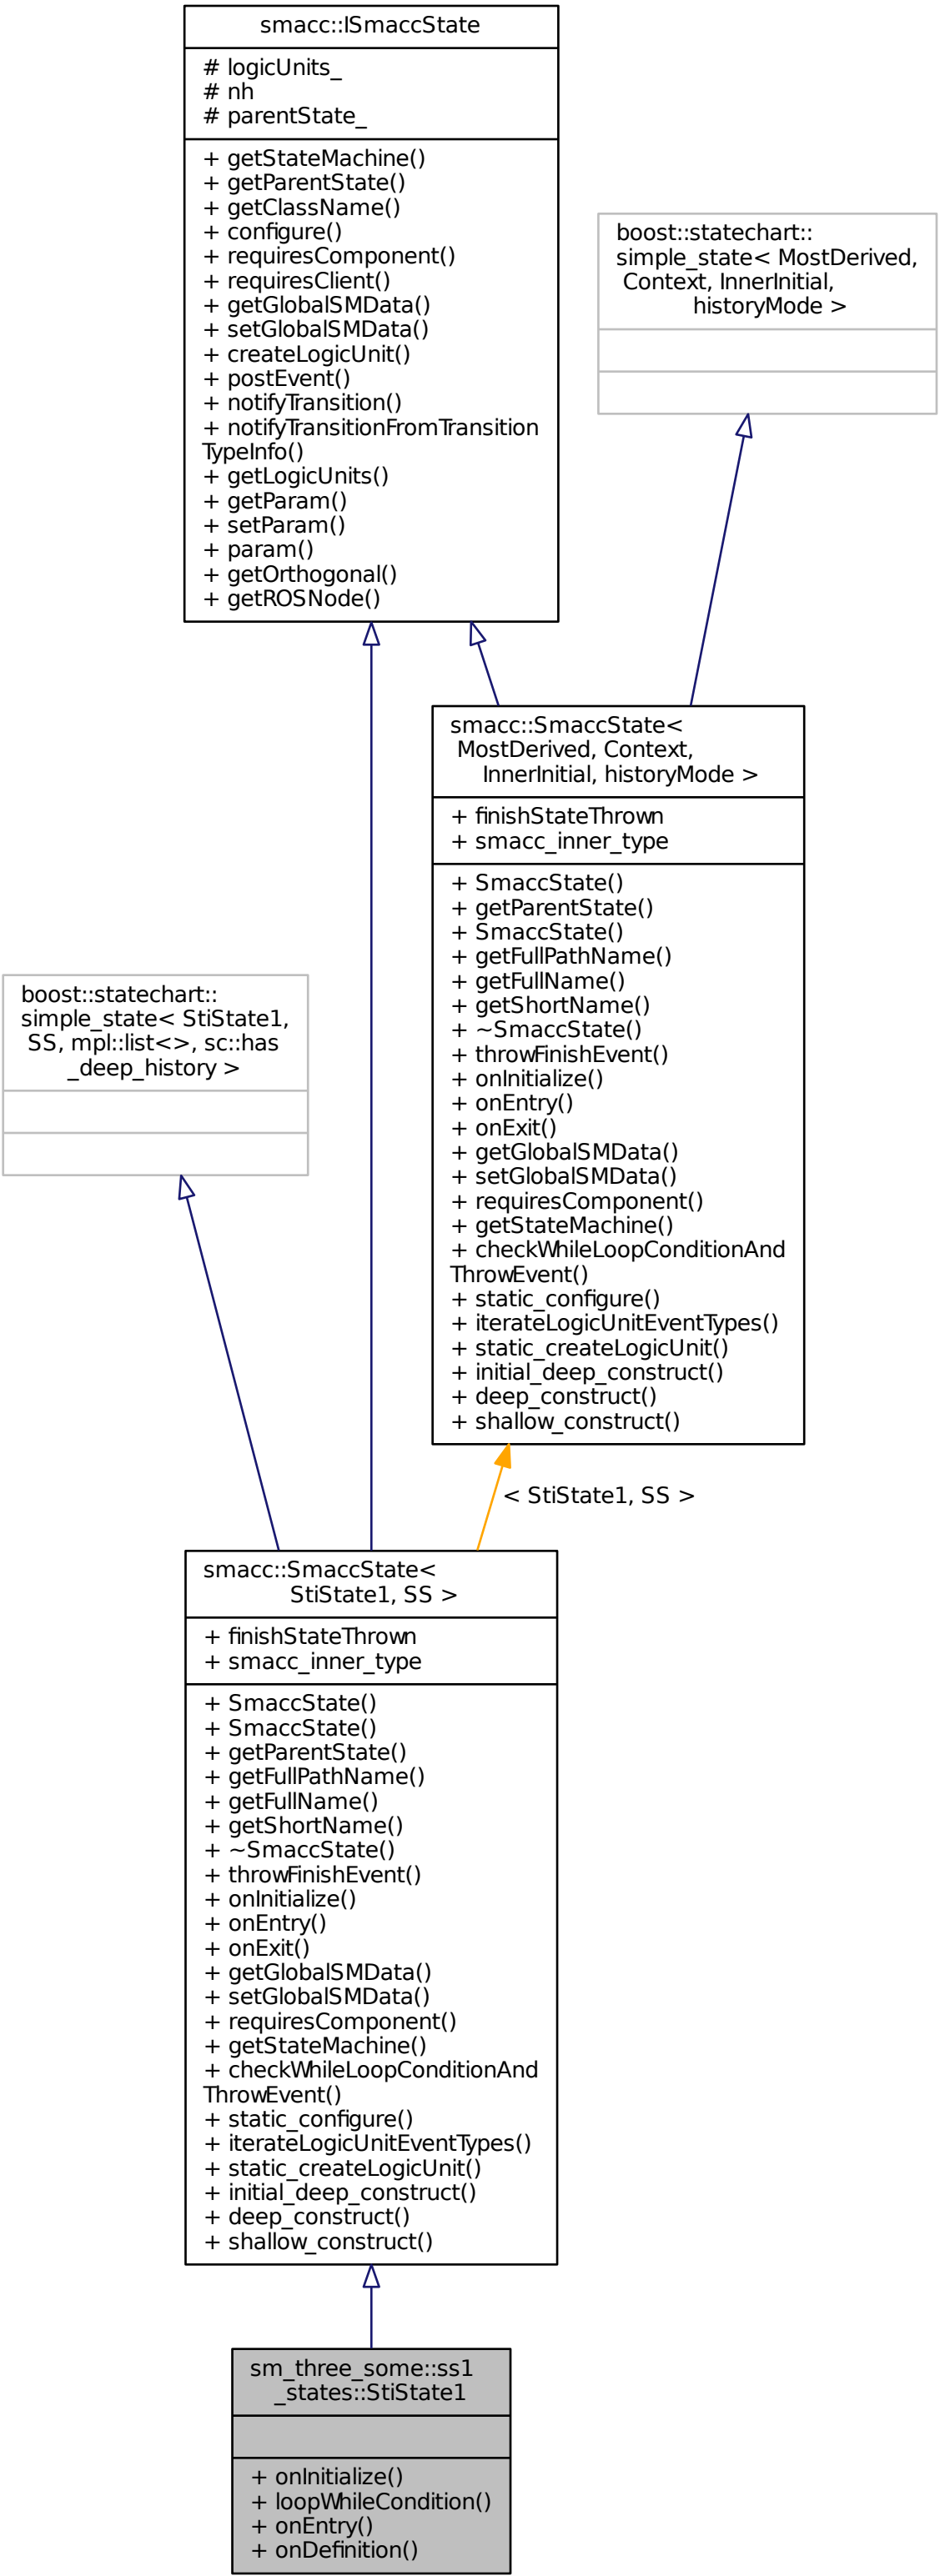 smacc::ISmaccState
# logicUnits_
# nh
# parentState_
+ getStateMachine()
+ getParentState()
+ getClassName()
+ configure()
+ requiresComponent()
+ requiresClient()
+ getGlobalSMData()
+ setGlobalSMData()
+ createLogicUnit()
+ postEvent()
+ notifyTransition()
+ notifyTransitionFromTransition
TypeInfo()
+ getLogicUnits()
+ getParam()
+ setParam()
+ param()
+ getOrthogonal()
+ getROSNode()
boost::statechart::
simple_state< MostDerived,
Context, InnerInitial,
historyMode >
smacc::SmaccState<
MostDerived, Context,
InnerInitial, historyMode >
+ finishStateThrown
+ smacc_inner_type
+ SmaccState()
+ getParentState()
+ SmaccState()
+ getFullPathName()
+ getFullName()
+ getShortName()
+ ~SmaccState()
+ throwFinishEvent()
+ onInitialize()
+ onEntry()
+ onExit()
+ getGlobalSMData()
+ setGlobalSMData()
+ requiresComponent()
+ getStateMachine()
+ checkWhileLoopConditionAnd
ThrowEvent()
+ static_configure()
+ iterateLogicUnitEventTypes()
+ static_createLogicUnit()
+ initial_deep_construct()
+ deep_construct()
+ shallow_construct()
boost::statechart::
simple_state< StiState1,
SS, mpl::list<>, sc::has
_deep_history >
< StiState1, SS >
smacc::SmaccState<
StiState1, SS >
+ finishStateThrown
+ smacc_inner_type
+ SmaccState()
+ SmaccState()
+ getParentState()
+ getFullPathName()
+ getFullName()
+ getShortName()
+ ~SmaccState()
+ throwFinishEvent()
+ onInitialize()
+ onEntry()
+ onExit()
+ getGlobalSMData()
+ setGlobalSMData()
+ requiresComponent()
+ getStateMachine()
+ checkWhileLoopConditionAnd
ThrowEvent()
+ static_configure()
+ iterateLogicUnitEventTypes()
+ static_createLogicUnit()
+ initial_deep_construct()
+ deep_construct()
+ shallow_construct()
sm_three_some::ss1
_states::StiState1
+ onInitialize()
+ loopWhileCondition()
+ onEntry()
+ onDefinition()